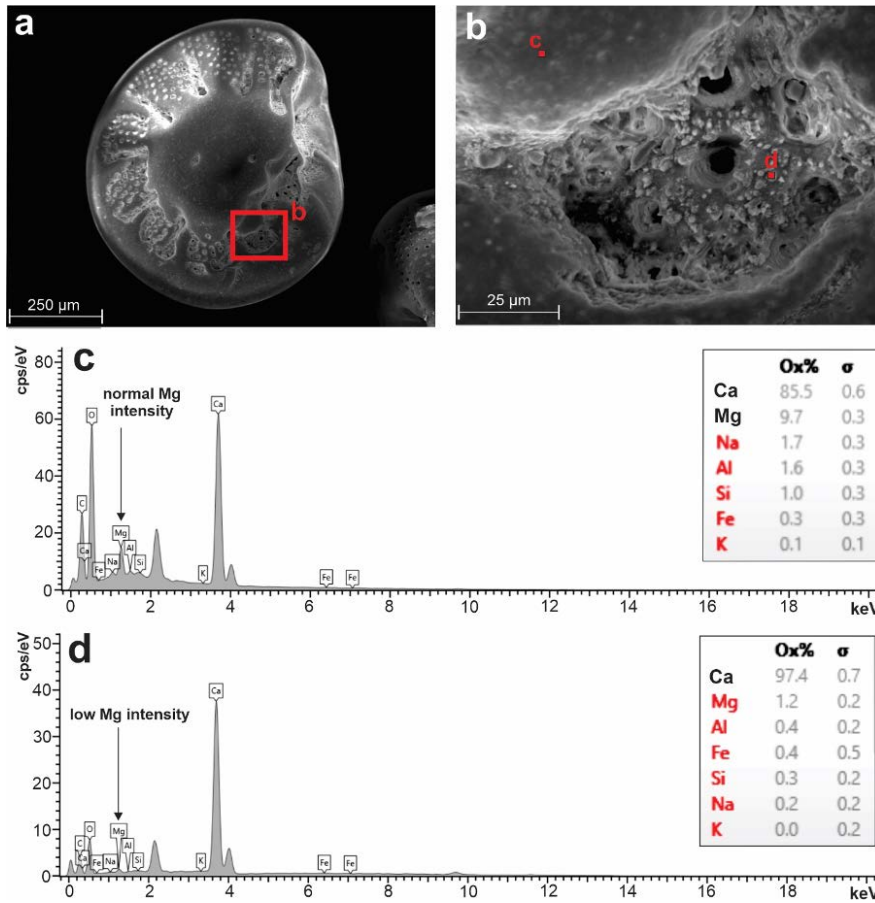 a
b
250 µm
b
c
d
25 µm
c
cps/eV
80
60
40
20
0
normal Mg
intensity
C
Ca
O
Fe
Na
Mg
Al
Si
K
Ca
Fe
Fe
0 2 4 6 8 10 12 14 16 18
keV
Ox% σ
Ca 85.5 0.6
Mg 9.7 0.3
Na 1.7 0.3
Al 1.6 0.3
Si 1.0 0.3
Fe 0.3 0.3
K 0.1 0.1
d
cps/eV
50
40
30
20
10
0
low Mg intensity
C
Ca
O
Fe
Na
Mg
Al
Si
K
Ca
Fe
Fe
0 2 4 6 8 10 12 14 16 18
keV
Ox% σ
Ca 97.4 0.7
Mg 1.2 0.2
Al 0.4 0.2
Fe 0.4 0.5
Si 0.3 0.2
Na 0.2 0.2
K 0.0 0.2